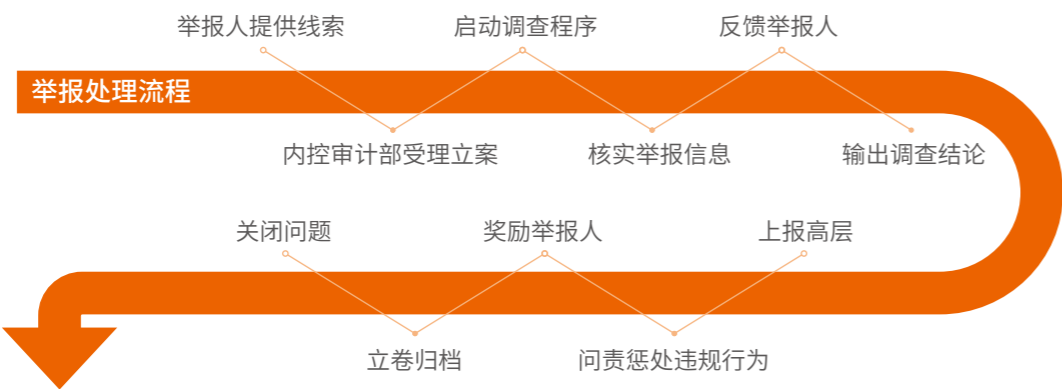 举报人提供线索
启动调查程序
反馈举报人
举报处理流程
内控审计部受理立案
核实举报信息
输出调查结论
关闭问题
奖励举报人
上报高层
立卷归档
问责惩处违规行为